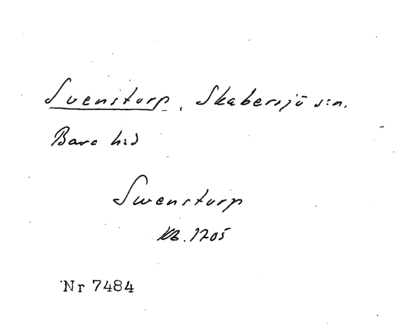 Svenstorp, Skabersjö s:n.
Bara hd
Swenstorp
Kb. 1705
Nr 7484